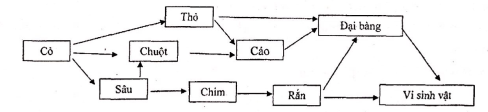 Thỏ
Đại bàng
Cỏ
Chuột
Cáo
Sâu
Chim
Rắn
Vi sinh vật